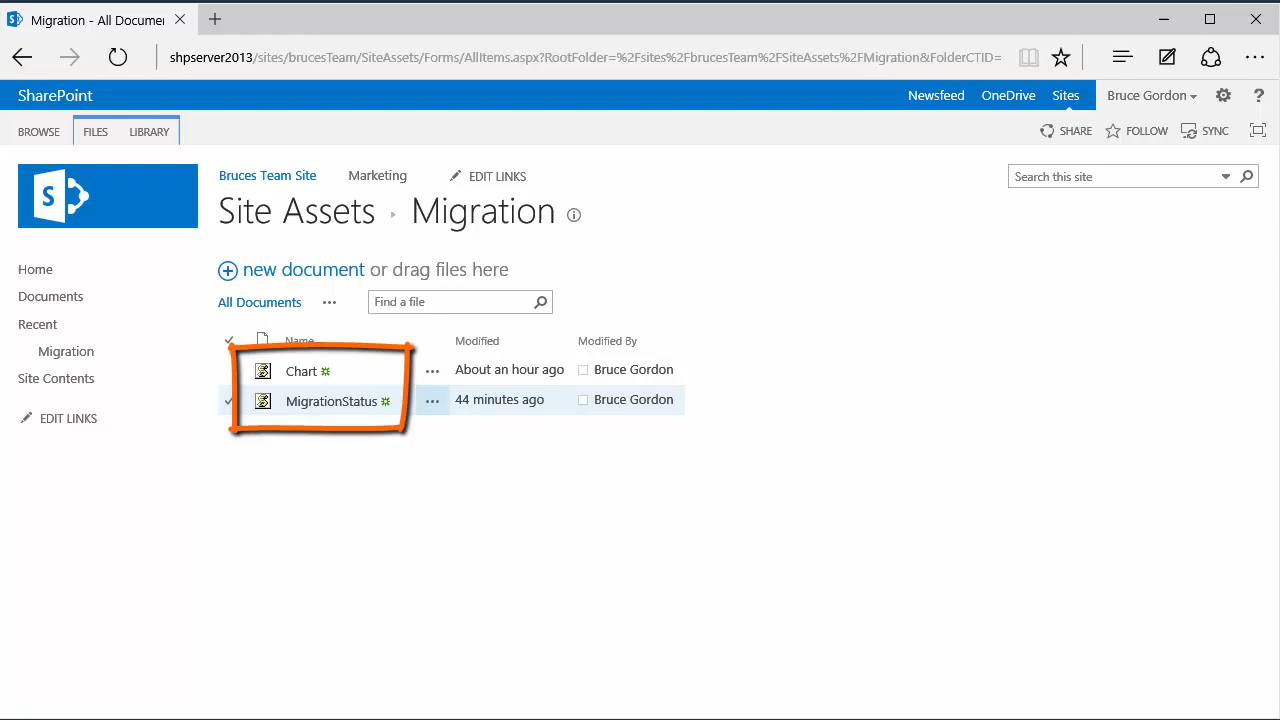 Migration - All Documer
shpserver2013/sites/brucesTeam/SiteAssets/Forms/AllItems.aspx?RootFolder=%2Fsites%2FbrucesTeam%2FSiteAssets%2FMigration&FolderCTID=
SharePoint
Newsfeed OneDrive Sites Bruce Gordon ?
BROWSE FILES LIBRARY
SHARE FOLLOW SYNC
Bruces Team Site Marketing EDIT LINKS
Search this site
S
Site Assets Migration
Home
Documents
Recent
Migration
Site Contents
EDIT LINKS
new document or drag files here
All Documents ••• Find a file
Name Modified Modified By
Chart ••• About an hour ago Bruce Gordon
MigrationStatus ••• 44 minutes ago Bruce Gordon